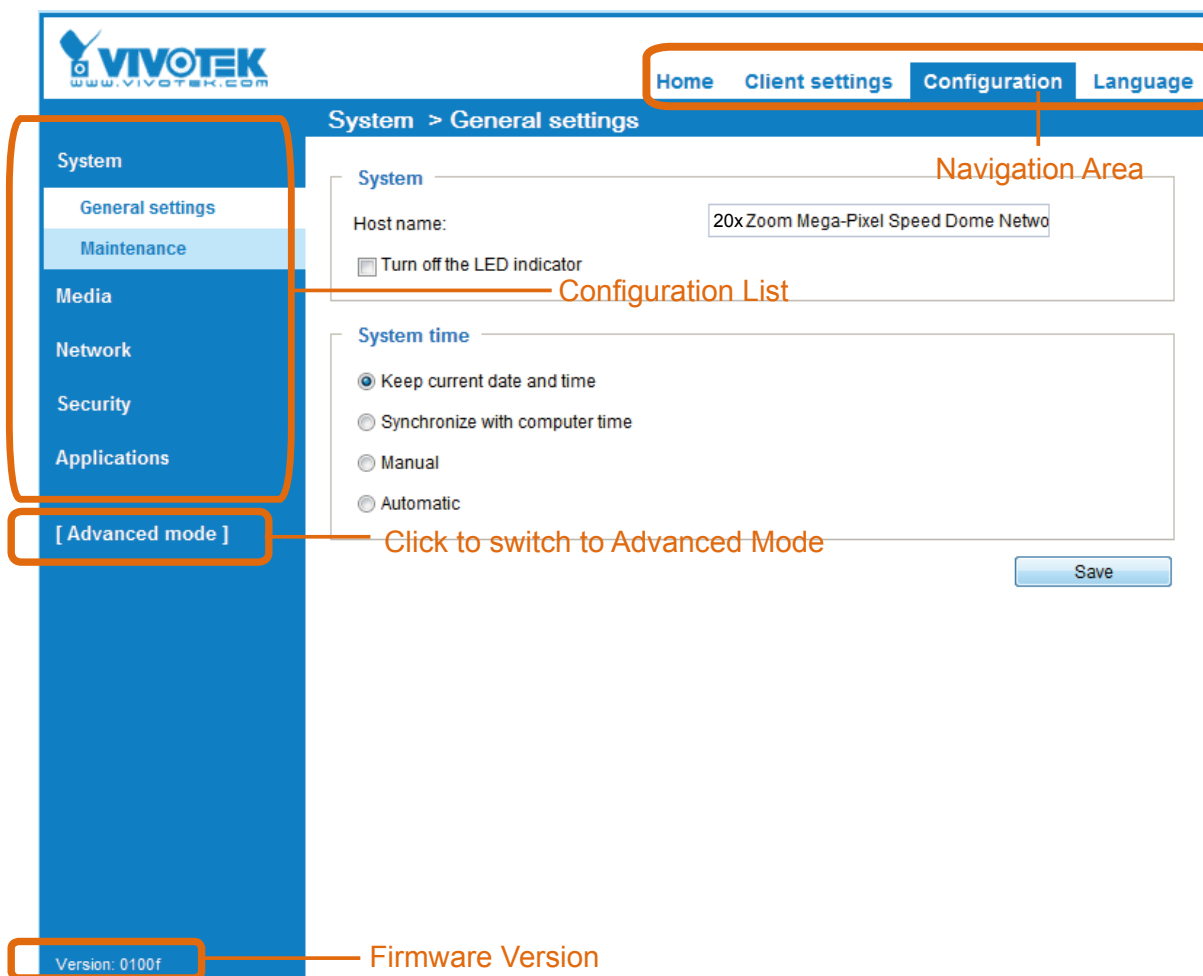 VIVOTEK
www.vivotek.com
Home Client settings Configuration Language
System > General settings
Navigation Area
System
General settings
Maintenance
Media
Network
Security
Applications
[ Advanced mode ]
Configuration List
System
Host name: 20x Zoom Mega-Pixel Speed Dome Netwo
Turn off the LED indicator
System time
Keep current date and time
Synchronize with computer time
Manual
Automatic
Click to switch to Advanced Mode
Save
Version: 0100f
Firmware Version